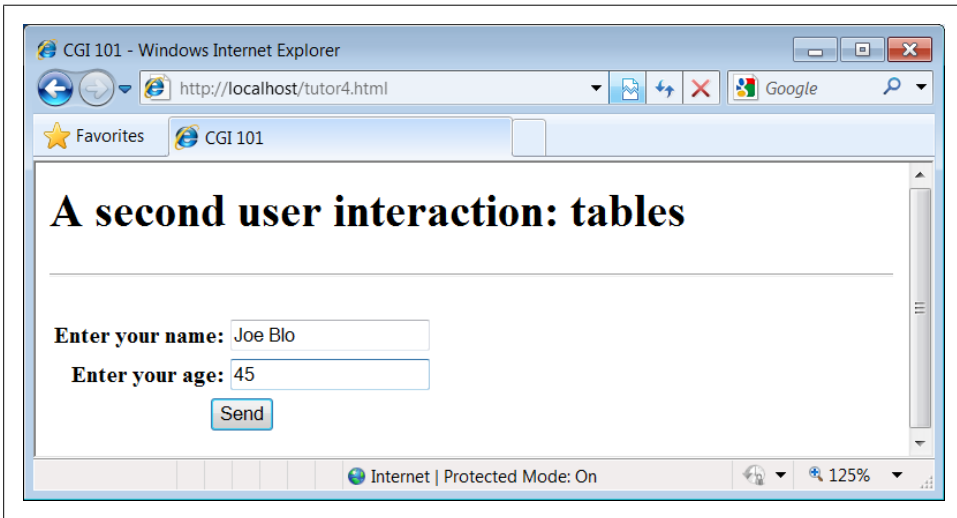 CGI 101 - Windows Internet Explorer
http://localhost/tutor4.html
Google
Favorites
CGI 101
A second user interaction: tables
Enter your name: Joe Blo
Enter your age: 45
Send
Internet | Protected Mode: On
125%